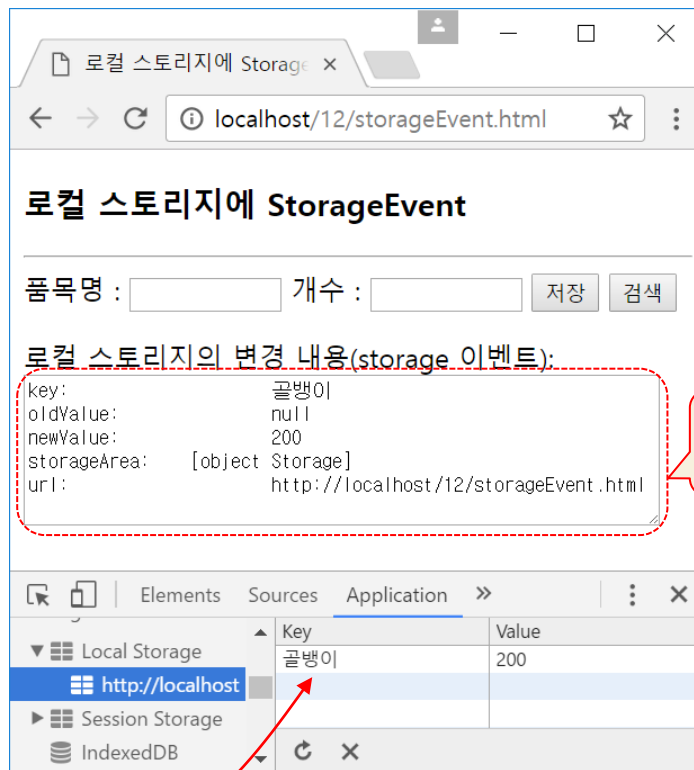 로컬 스토리지에 Storage
localhost/12/storageEvent.html
로컬 스토리지에 StorageEvent
품목명 : 개수 : 저장 검색
로컬 스토리지의 변경 내용(storage 이벤트):
key: 골뱅이
oldValue: null
newValue: 200
storageArea: [object Storage]
url: http://localhost/12/storageEvent.html
Elements Sources Application
Key Value
Local Storage
골뱅이 200
http://localhost
Session Storage
IndexedDB